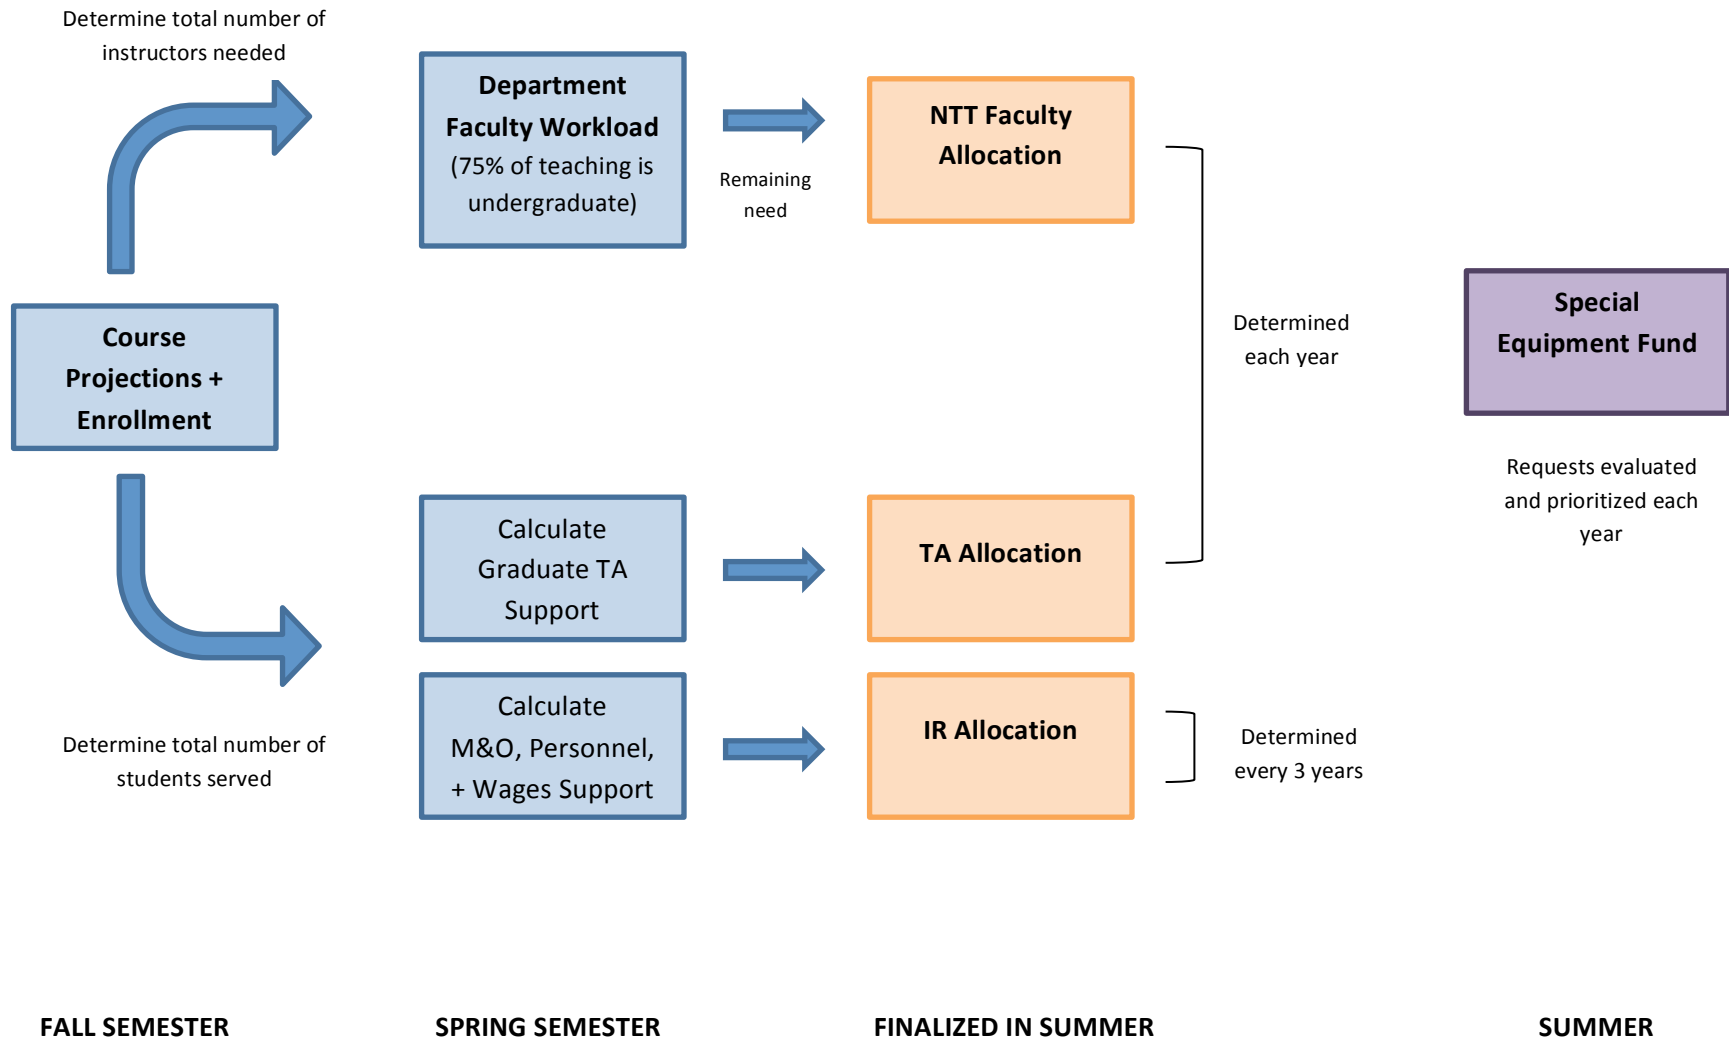 Determine total number of
instructors needed
Department
Faculty Workload
(75% of teaching is
undergraduate)
Remaining
need
NTT Faculty
Allocation
Course
Projections +
Enrollment
Determined
each year
Special
Equipment Fund
Requests evaluated
and prioritized each
year
Calculate
Graduate TA
Support
TA Allocation
Determine total number of
students served
Calculate
M&O, Personnel,
+ Wages Support
IR Allocation
Determined
every 3 years
FALL SEMESTER
SPRING SEMESTER
FINALIZED IN SUMMER
SUMMER